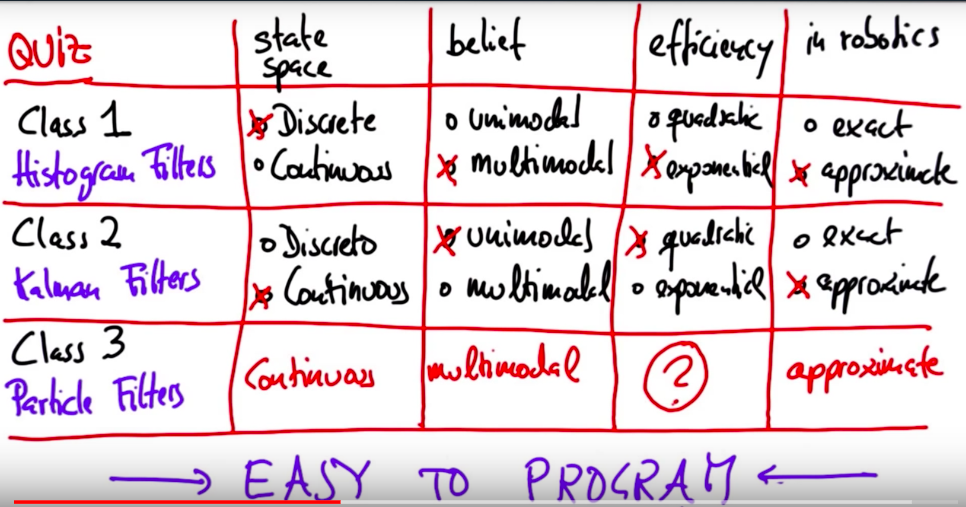 QUIZ
state space
belief
efficiency
in robotics
Class 1
Histogram Filters
Discrete
Continuous
unimodal
multimodal
quadratic
exponential
exact
approximate
Class 2
Kalman Filters
Discrete
Continuous
unimodal
multimodal
quadratic
exponential
exact
approximate
Class 3
Particle Filters
Continuous
multimodal
?
approximate
EASY TO PROGRAM